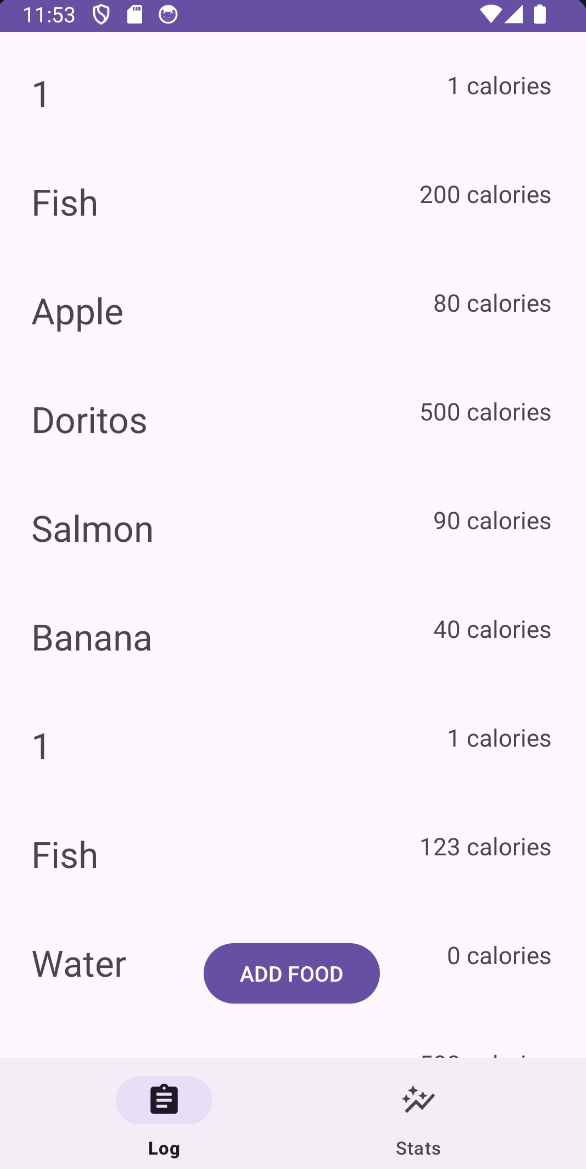 11:53
1 1 calories
Fish 200 calories
Apple 80 calories
Doritos 500 calories
Salmon 90 calories
Banana 40 calories
1 1 calories
Fish 123 calories
Water 0 calories
ADD FOOD
Log Stats